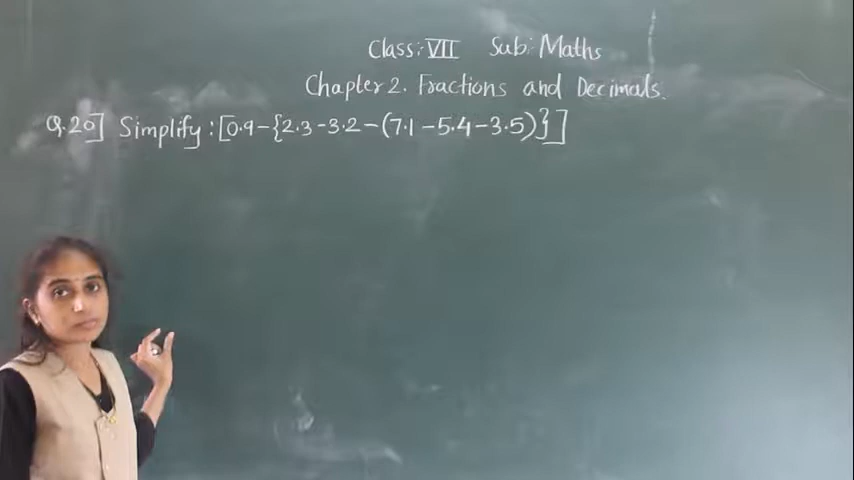 Class:- VII Sub: Maths
Chapter 2. Fractions and Decimals.
Q.20] Simplify : [0.9-{2.3-3.2-(7.1-5.4-3.5)}]